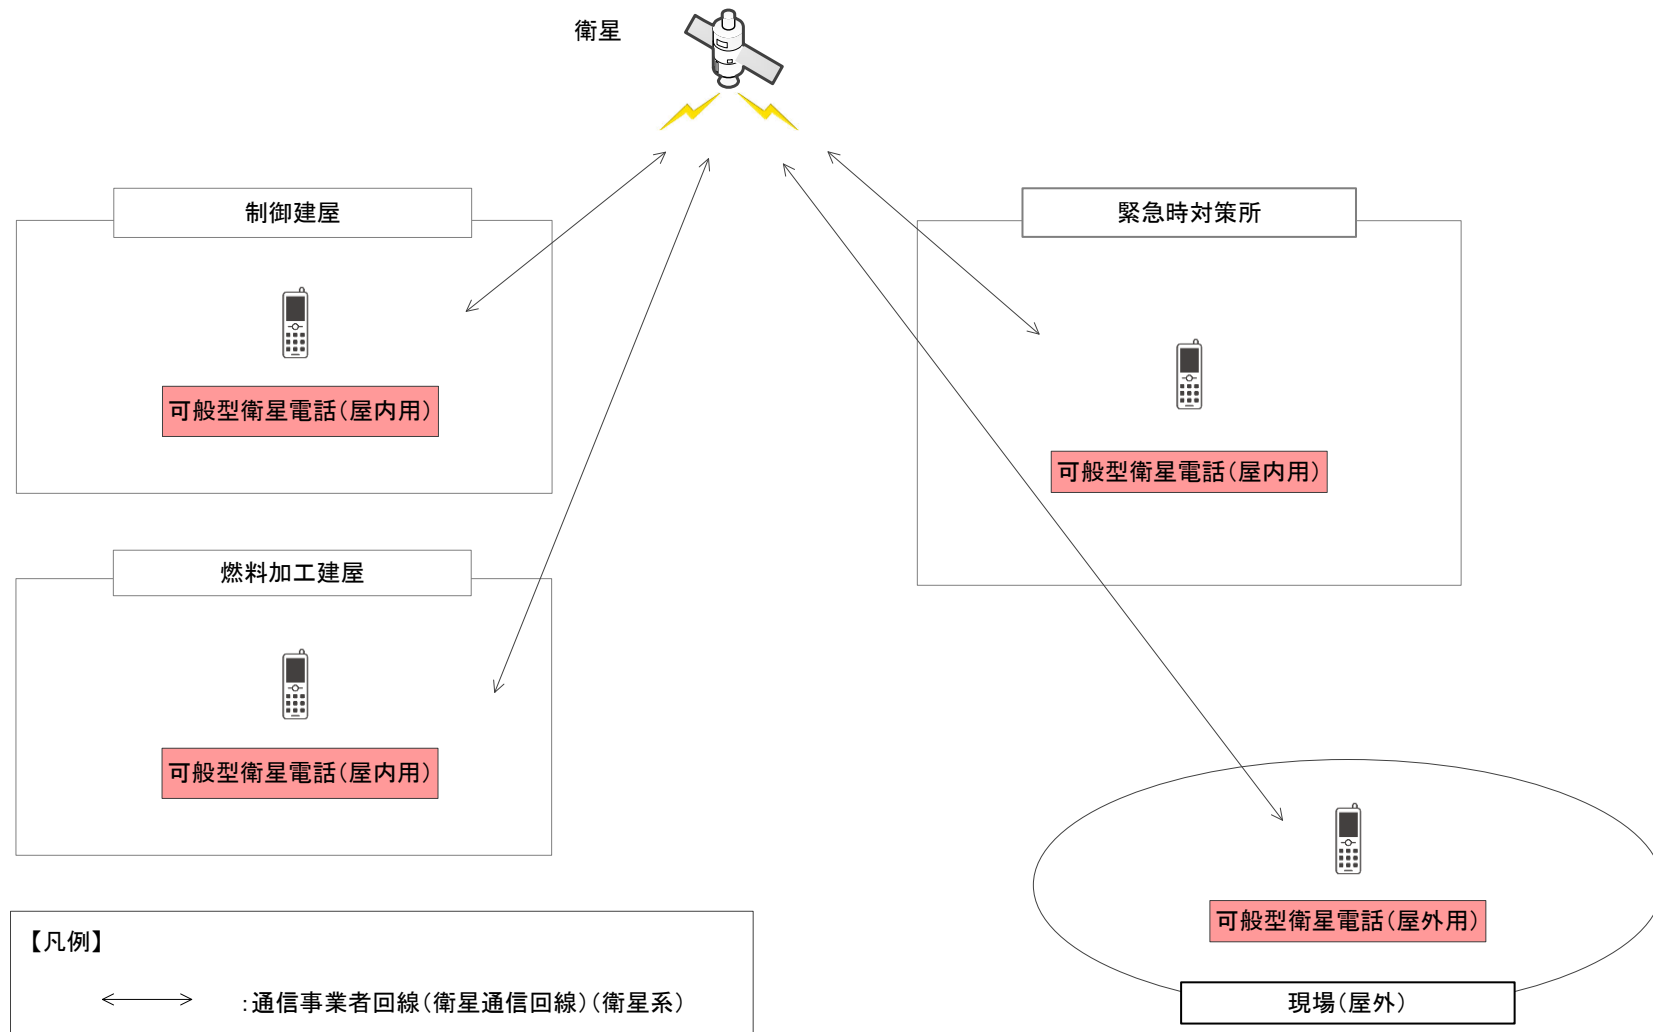 衛星
制御建屋
可般型衛星電話(屋内用)
緊急時対策所
可般型衛星電話(屋内用)
燃料加工建屋
可般型衛星電話(屋内用)
可般型衛星電話(屋外用)
現場(屋外)
【凡例】
:通信事業者回線(衛星通信回線)(衛星系)